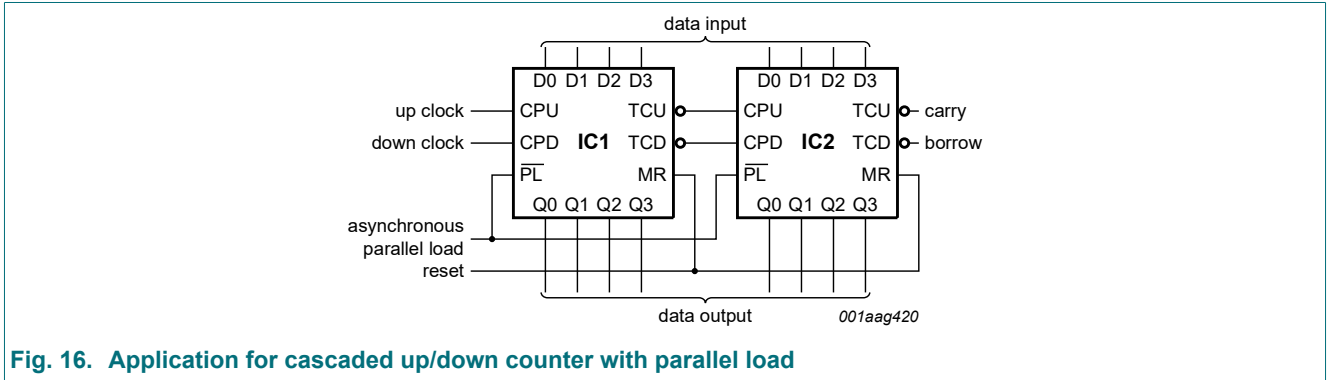 data input
D0 D1 D2 D3 D0 D1 D2 D3
up clock CPU TCU CPU TCU carry
down clock CPD IC1 TCD CPD IC2 TCD borrow
PL MR PL MR
Q0 Q1 Q2 Q3 Q0 Q1 Q2 Q3
asynchronous
parallel load
reset
data output 001aag420
Fig. 16. Application for cascaded up/down counter with parallel load